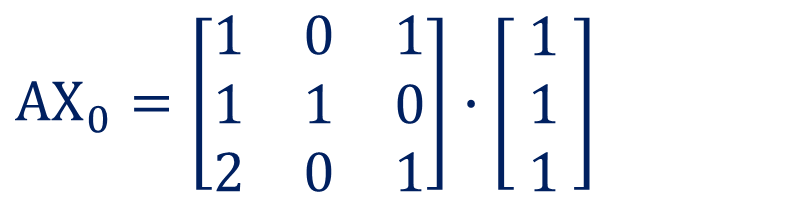 AX₀ = [1 0 1; 1 1 0; 2 0 1] · [1; 1; 1]